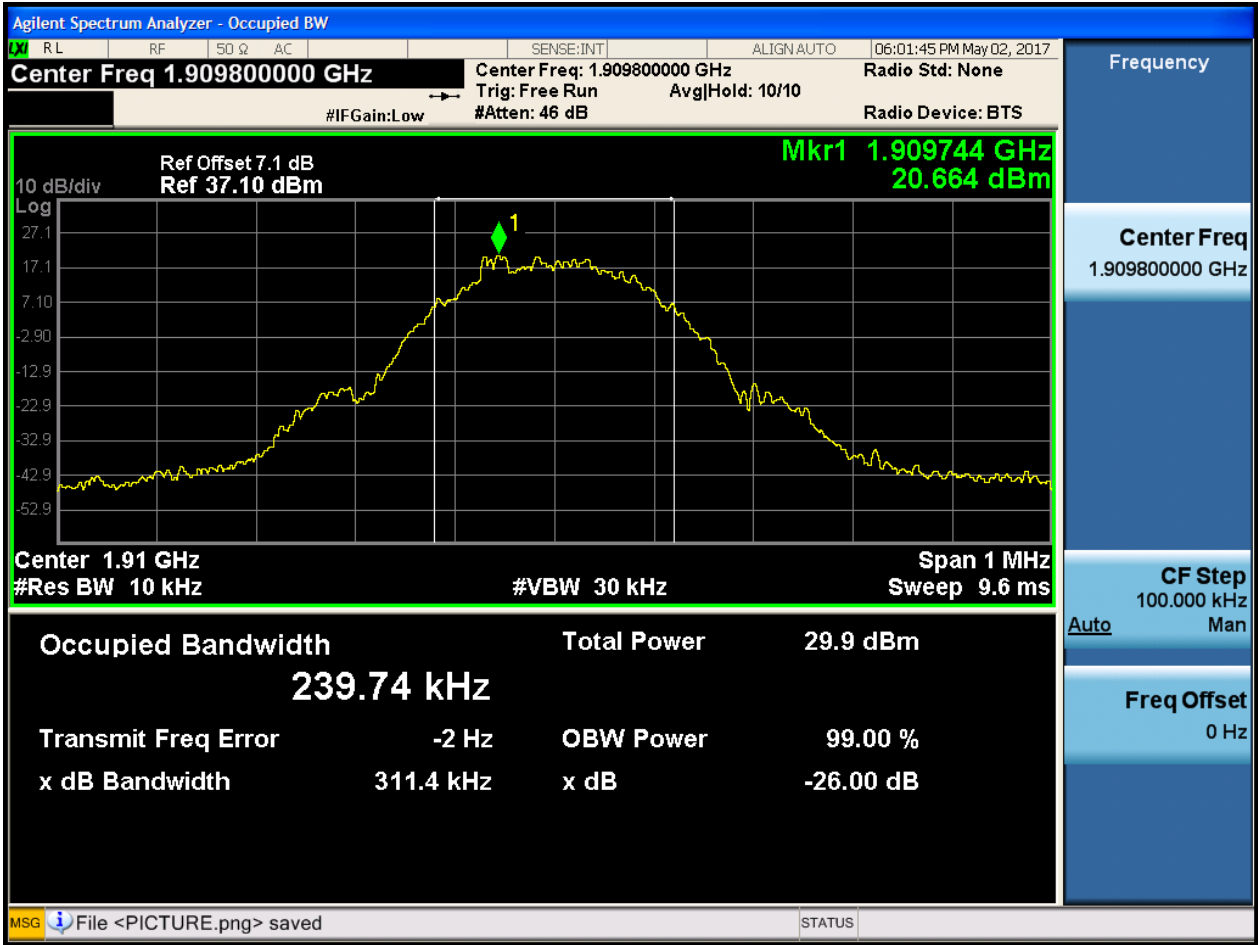 Agilent Spectrum Analyzer - Occupied BW
LXI RL RF 50 Ω AC SENSE:INT ALIGNAUTO 06:01:45 PM May 02, 2017
Center Freq 1.909800000 GHz
Center Freq: 1.909800000 GHz Radio Std: None
Trig: Free Run Avg|Hold: 10/10
#IFGain:Low #Atten: 46 dB Radio Device: BTS
Mkr1 1.909744 GHz
20.664 dBm
Ref Offset 7.1 dB
10 dB/div Ref 37.10 dBm
Log
1
27.1
17.1
7.10
-2.90
-12.9
-22.9
-32.9
-42.9
-52.9
Center 1.91 GHz Span 1 MHz
#Res BW 10 kHz #VBW 30 kHz Sweep 9.6 ms
Occupied Bandwidth Total Power 29.9 dBm
239.74 kHz
Transmit Freq Error -2 Hz OBW Power 99.00 %
x dB Bandwidth 311.4 kHz x dB -26.00 dB
Frequency
Center Freq
1.909800000 GHz
CF Step
100.000 kHz
Auto Man
Freq Offset
0 Hz
MSG File <PICTURE.png> saved STATUS